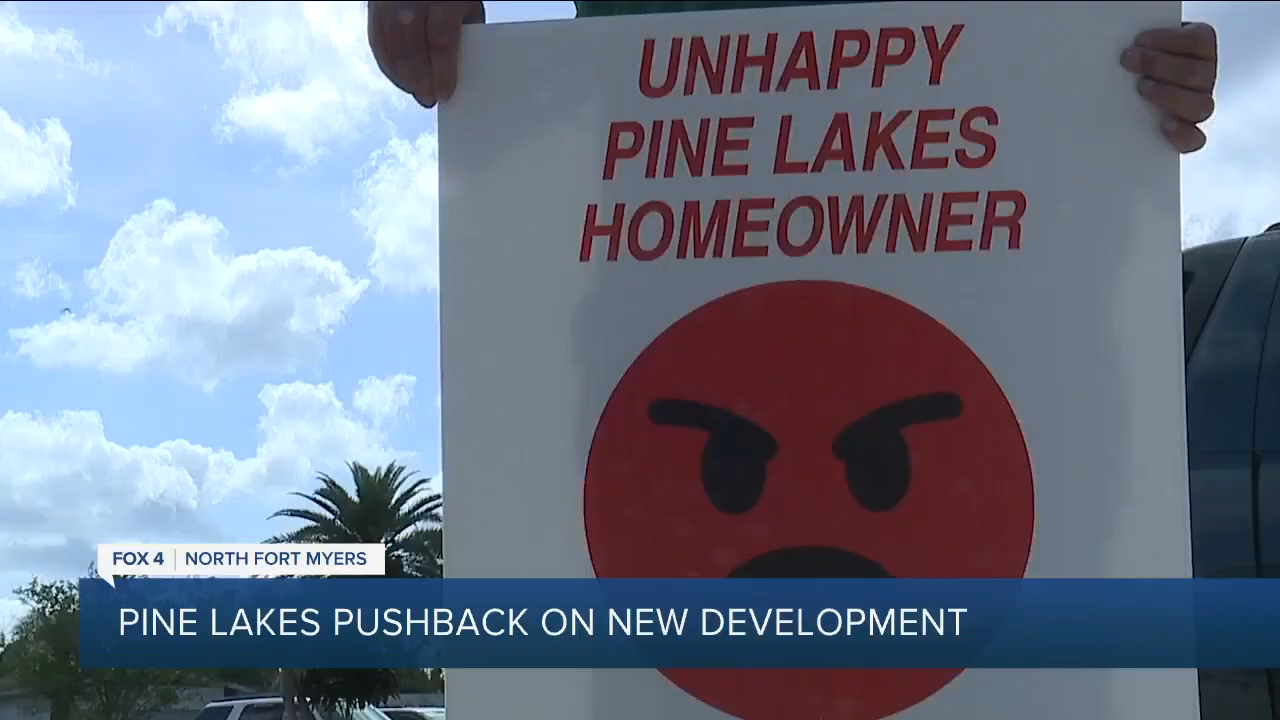 UNHAPPY
PINE LAKES
HOMEOWNER
FOX 4 | NORTH FORT MYERS
PINE LAKES PUSHBACK ON NEW DEVELOPMENT